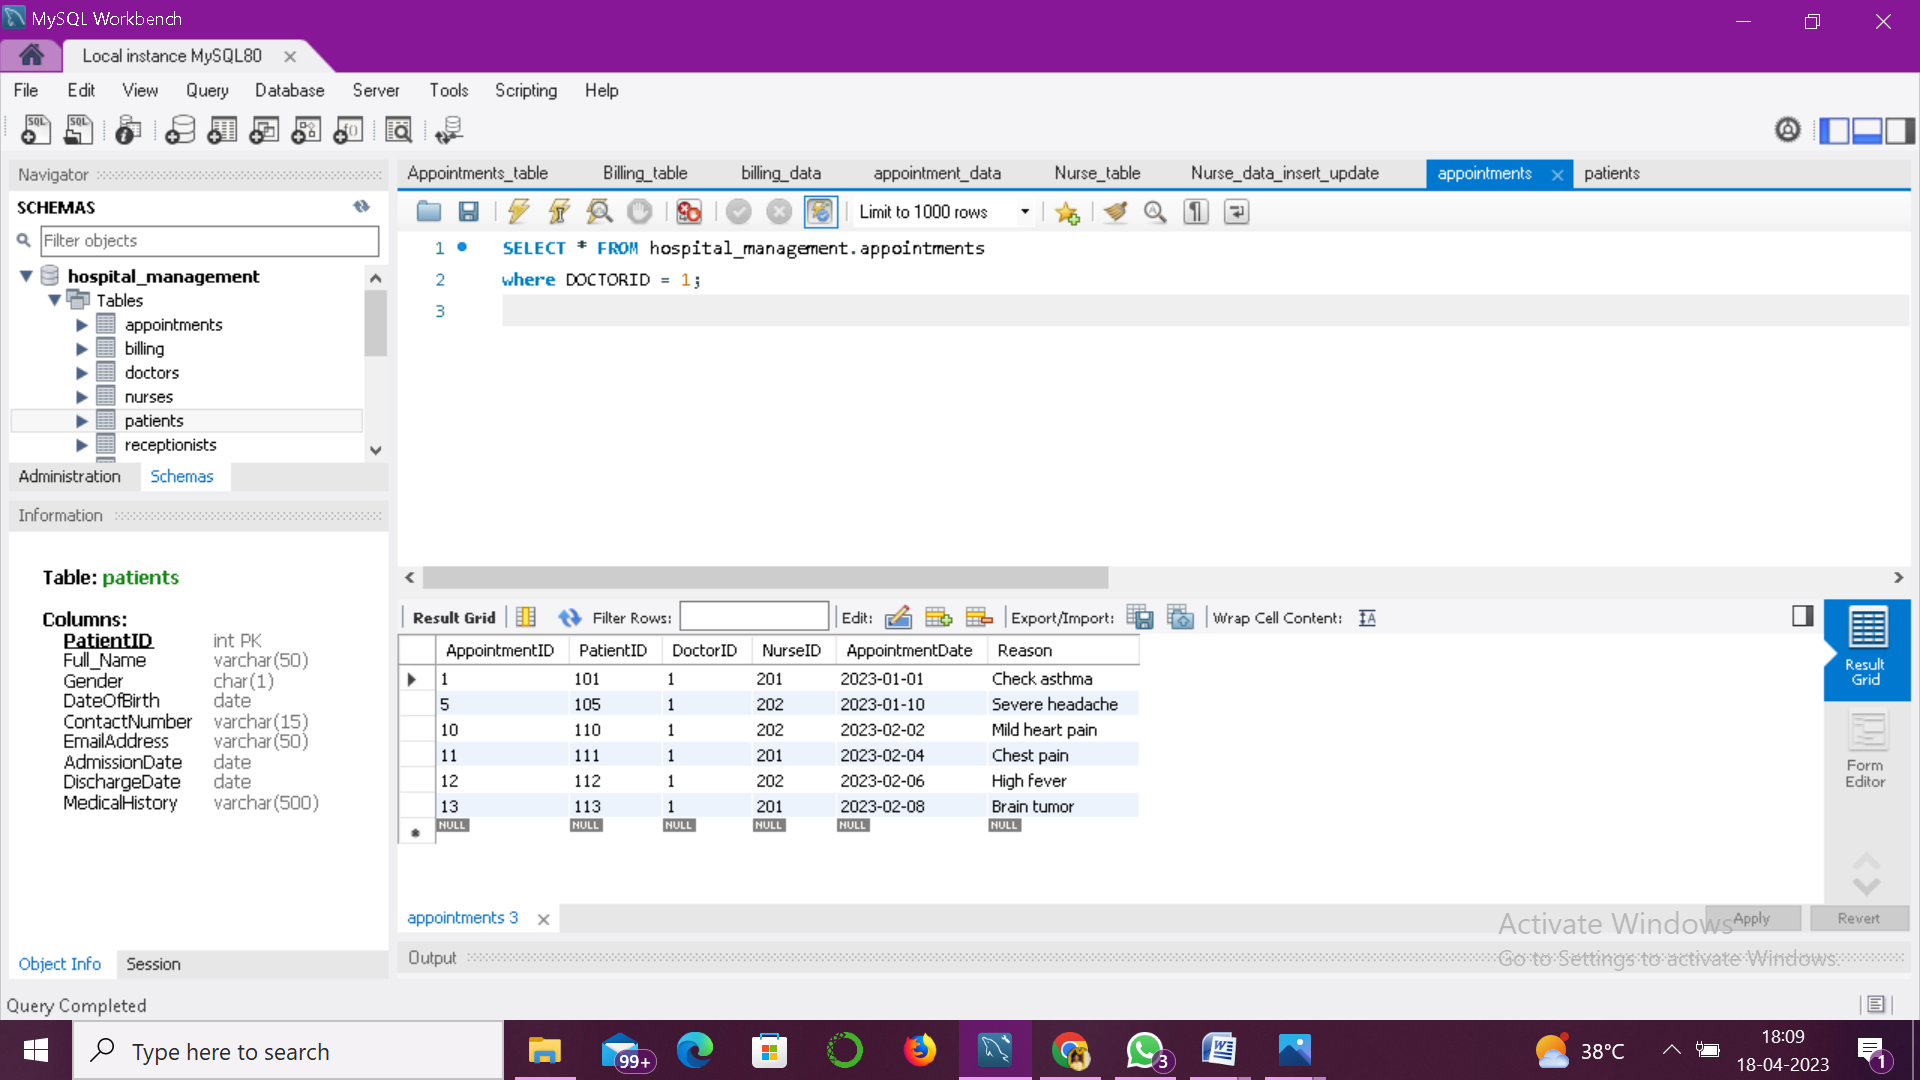 MySQL Workbench
Local instance MySQL80
File Edit View Query Database Server Tools Scripting Help
Navigator
SCHEMAS
Filter objects
hospital_management
Tables
appointments
billing
doctors
nurses
patients
receptionists
Administration Schemas
Information
Table: patients
Columns:
PatientID int PK
Full_Name varchar(50)
Gender char(1)
DateOfBirth date
ContactNumber varchar(15)
EmailAddress varchar(50)
AdmissionDate date
DischargeDate date
MedicalHistory varchar(500)
Object Info Session
Appointments_table Billing_table billing_data appointment_data Nurse_table Nurse_data_insert_update appointments patients
Limit to 1000 rows
1 SELECT * FROM hospital_management.appointments
2 where DOCTORID = 1;
3
Result Grid Filter Rows: Edit: Export/Import: Wrap Cell Content:
AppointmentID PatientID DoctorID NurseID AppointmentDate Reason
1 101 1 201 2023-01-01 Check asthma
5 105 1 202 2023-01-10 Severe headache
10 110 1 202 2023-02-02 Mild heart pain
11 111 1 201 2023-02-04 Chest pain
12 112 1 202 2023-02-06 High fever
13 113 1 201 2023-02-08 Brain tumor
NULL NULL NULL NULL NULL NULL
Result
Grid
Form
Editor
appointments 3
Apply Revert
Activate Windows
Go to Settings to activate Windows.
Output
Query Completed
Type here to search
99+
3
38°C
18:09
18-04-2023
1